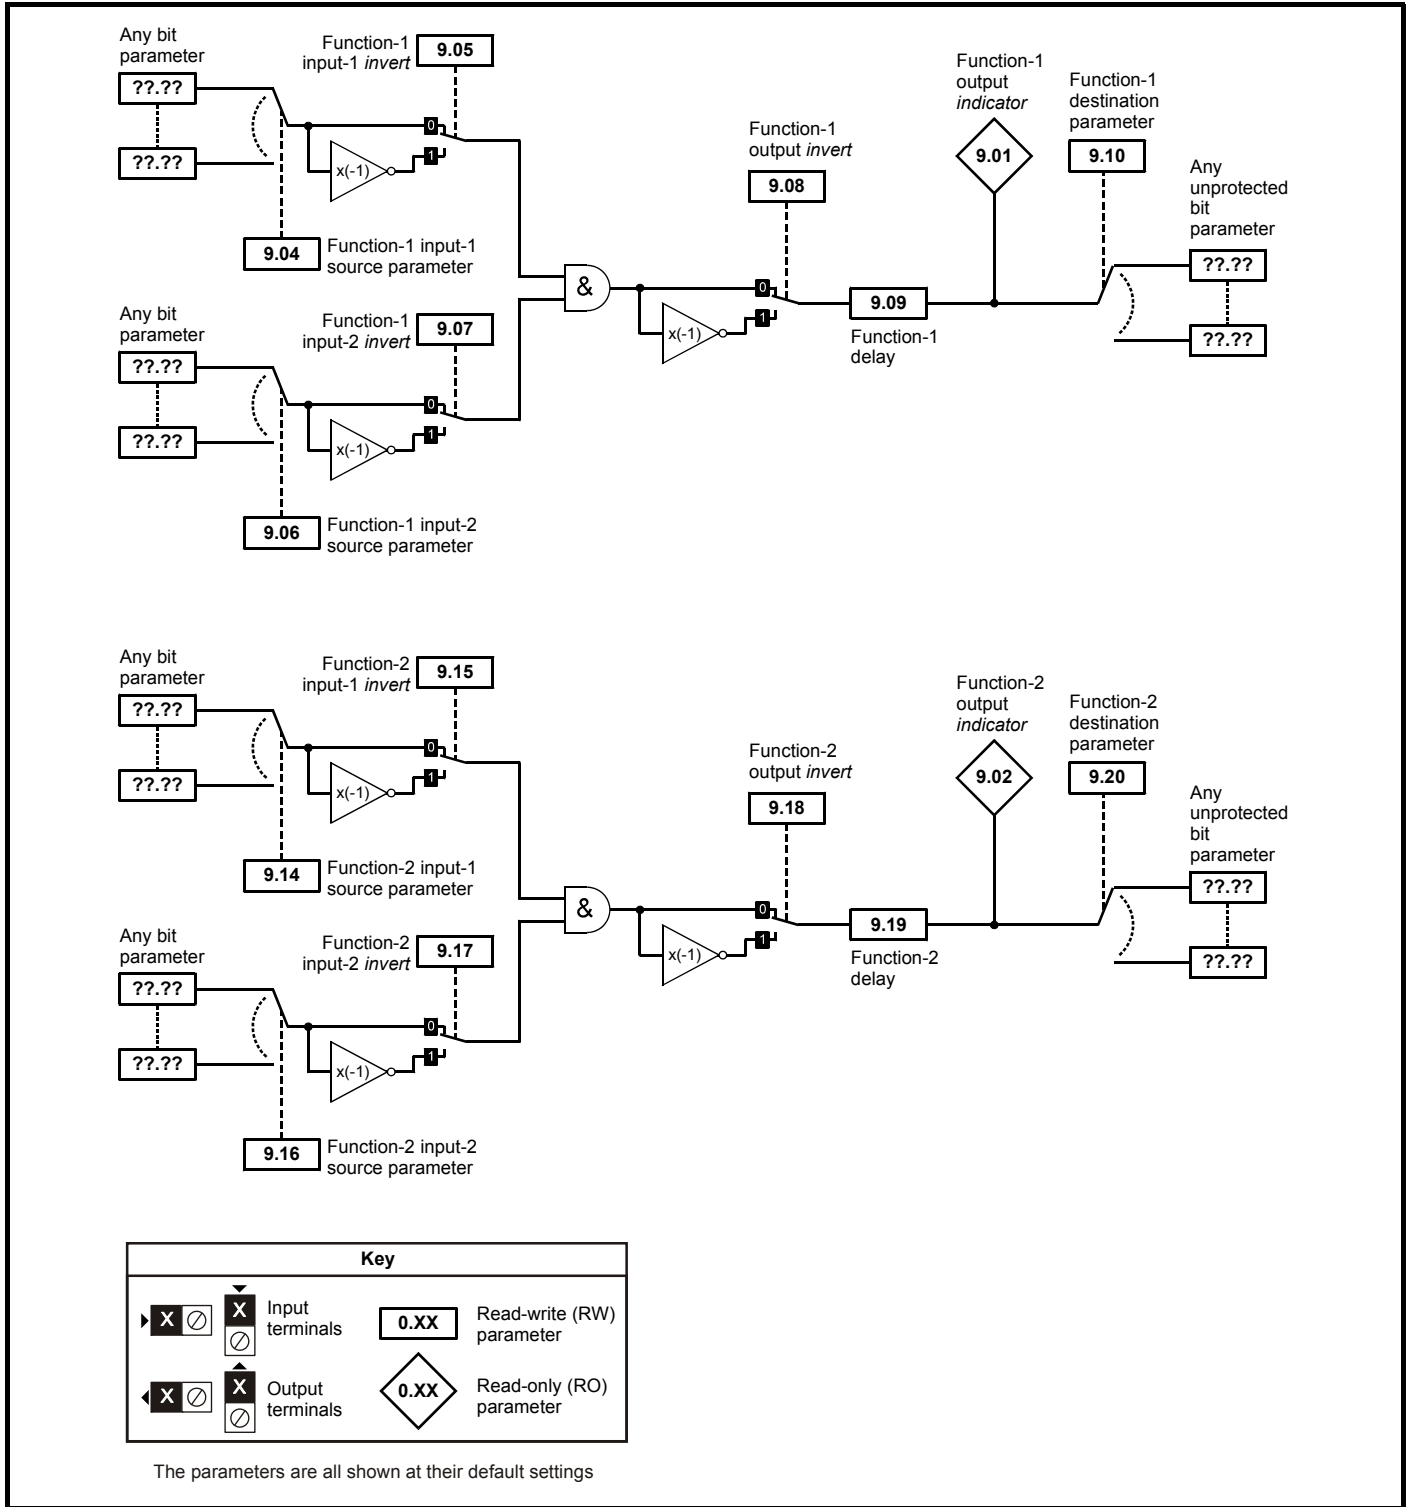 Any bit
parameter
??.??
??.??
Function-1
input-1 invert
9.05
0
1
x(-1)
9.04
Function-1 input-1
source parameter
Any bit
parameter
??.??
??.??
Function-1
input-2 invert
9.07
0
1
x(-1)
9.06
Function-1 input-2
source parameter
&
Function-1
output invert
9.08
0
1
x(-1)
9.09
Function-1
delay
Function-1
output
indicator
9.01
Function-1
destination
parameter
9.10
Any
unprotected
bit
parameter
??.??
??.??
Any bit
parameter
??.??
??.??
Function-2
input-1 invert
9.15
0
1
x(-1)
9.14
Function-2 input-1
source parameter
Any bit
parameter
??.??
??.??
Function-2
input-2 invert
9.17
0
1
x(-1)
9.16
Function-2 input-2
source parameter
&
Function-2
output invert
9.18
0
1
x(-1)
9.19
Function-2
delay
Function-2
output
indicator
9.02
Function-2
destination
parameter
9.20
Any
unprotected
bit
parameter
??.??
??.??
Key
X
X
Input
terminals
0.XX
Read-write (RW)
parameter
X
X
Output
terminals
0.XX
Read-only (RO)
parameter
The parameters are all shown at their default settings